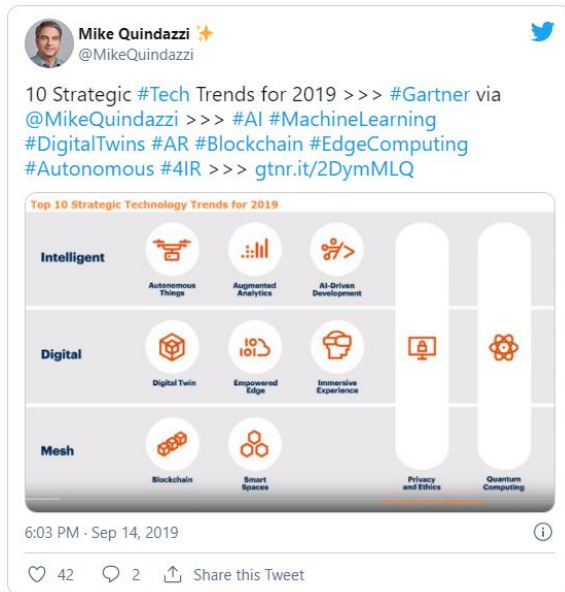 Mike Quindazzi ✨
@MikeQuindazzi
10 Strategic #Tech Trends for 2019 >>> #Gartner via
@MikeQuindazzi >>> #AI #MachineLearning
#DigitalTwins #AR #Blockchain #EdgeComputing
#Autonomous #4IR >>> gtnr.it/2DymMLQ
Top 10 Strategic Technology Trends for 2019
Intelligent
Autonomous
Things
Augmented
Analytics
AI-Driven
Development
Digital
Digital Twin
Empowered
Edge
Immersive
Experience
Mesh
Blockchain
Smart
Spaces
Privacy
and Ethics
Quantum
Computing
6:03 PM · Sep 14, 2019
42
2
Share this Tweet